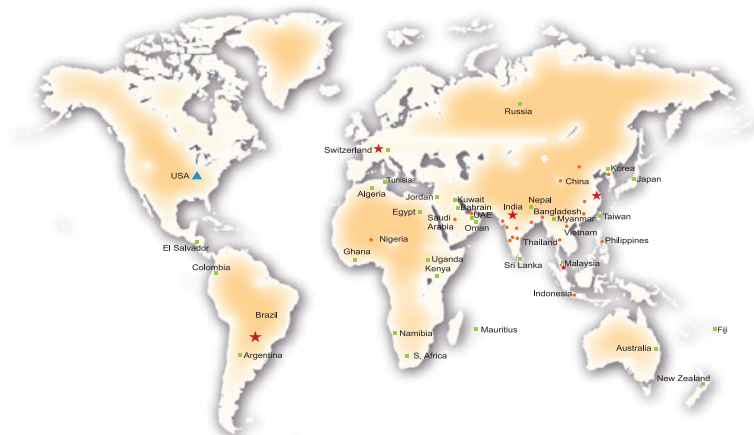 Russia
Switzerland
USA
Tunisia
Algeria
Jordan
Kuwait
Bahrain
UAE
Oman
Egypt
Saudi
Arabia
India
Nepal
Bangladesh
Myanmar
China
Korea
Japan
Taiwan
Vietnam
Thailand
Philippines
El Salvador
Colombia
Ghana
Nigeria
Uganda
Kenya
Sri Lanka
Malaysia
Indonesia
Brazil
Argentina
Namibia
S. Africa
Mauritius
Australia
Fiji
New Zealand